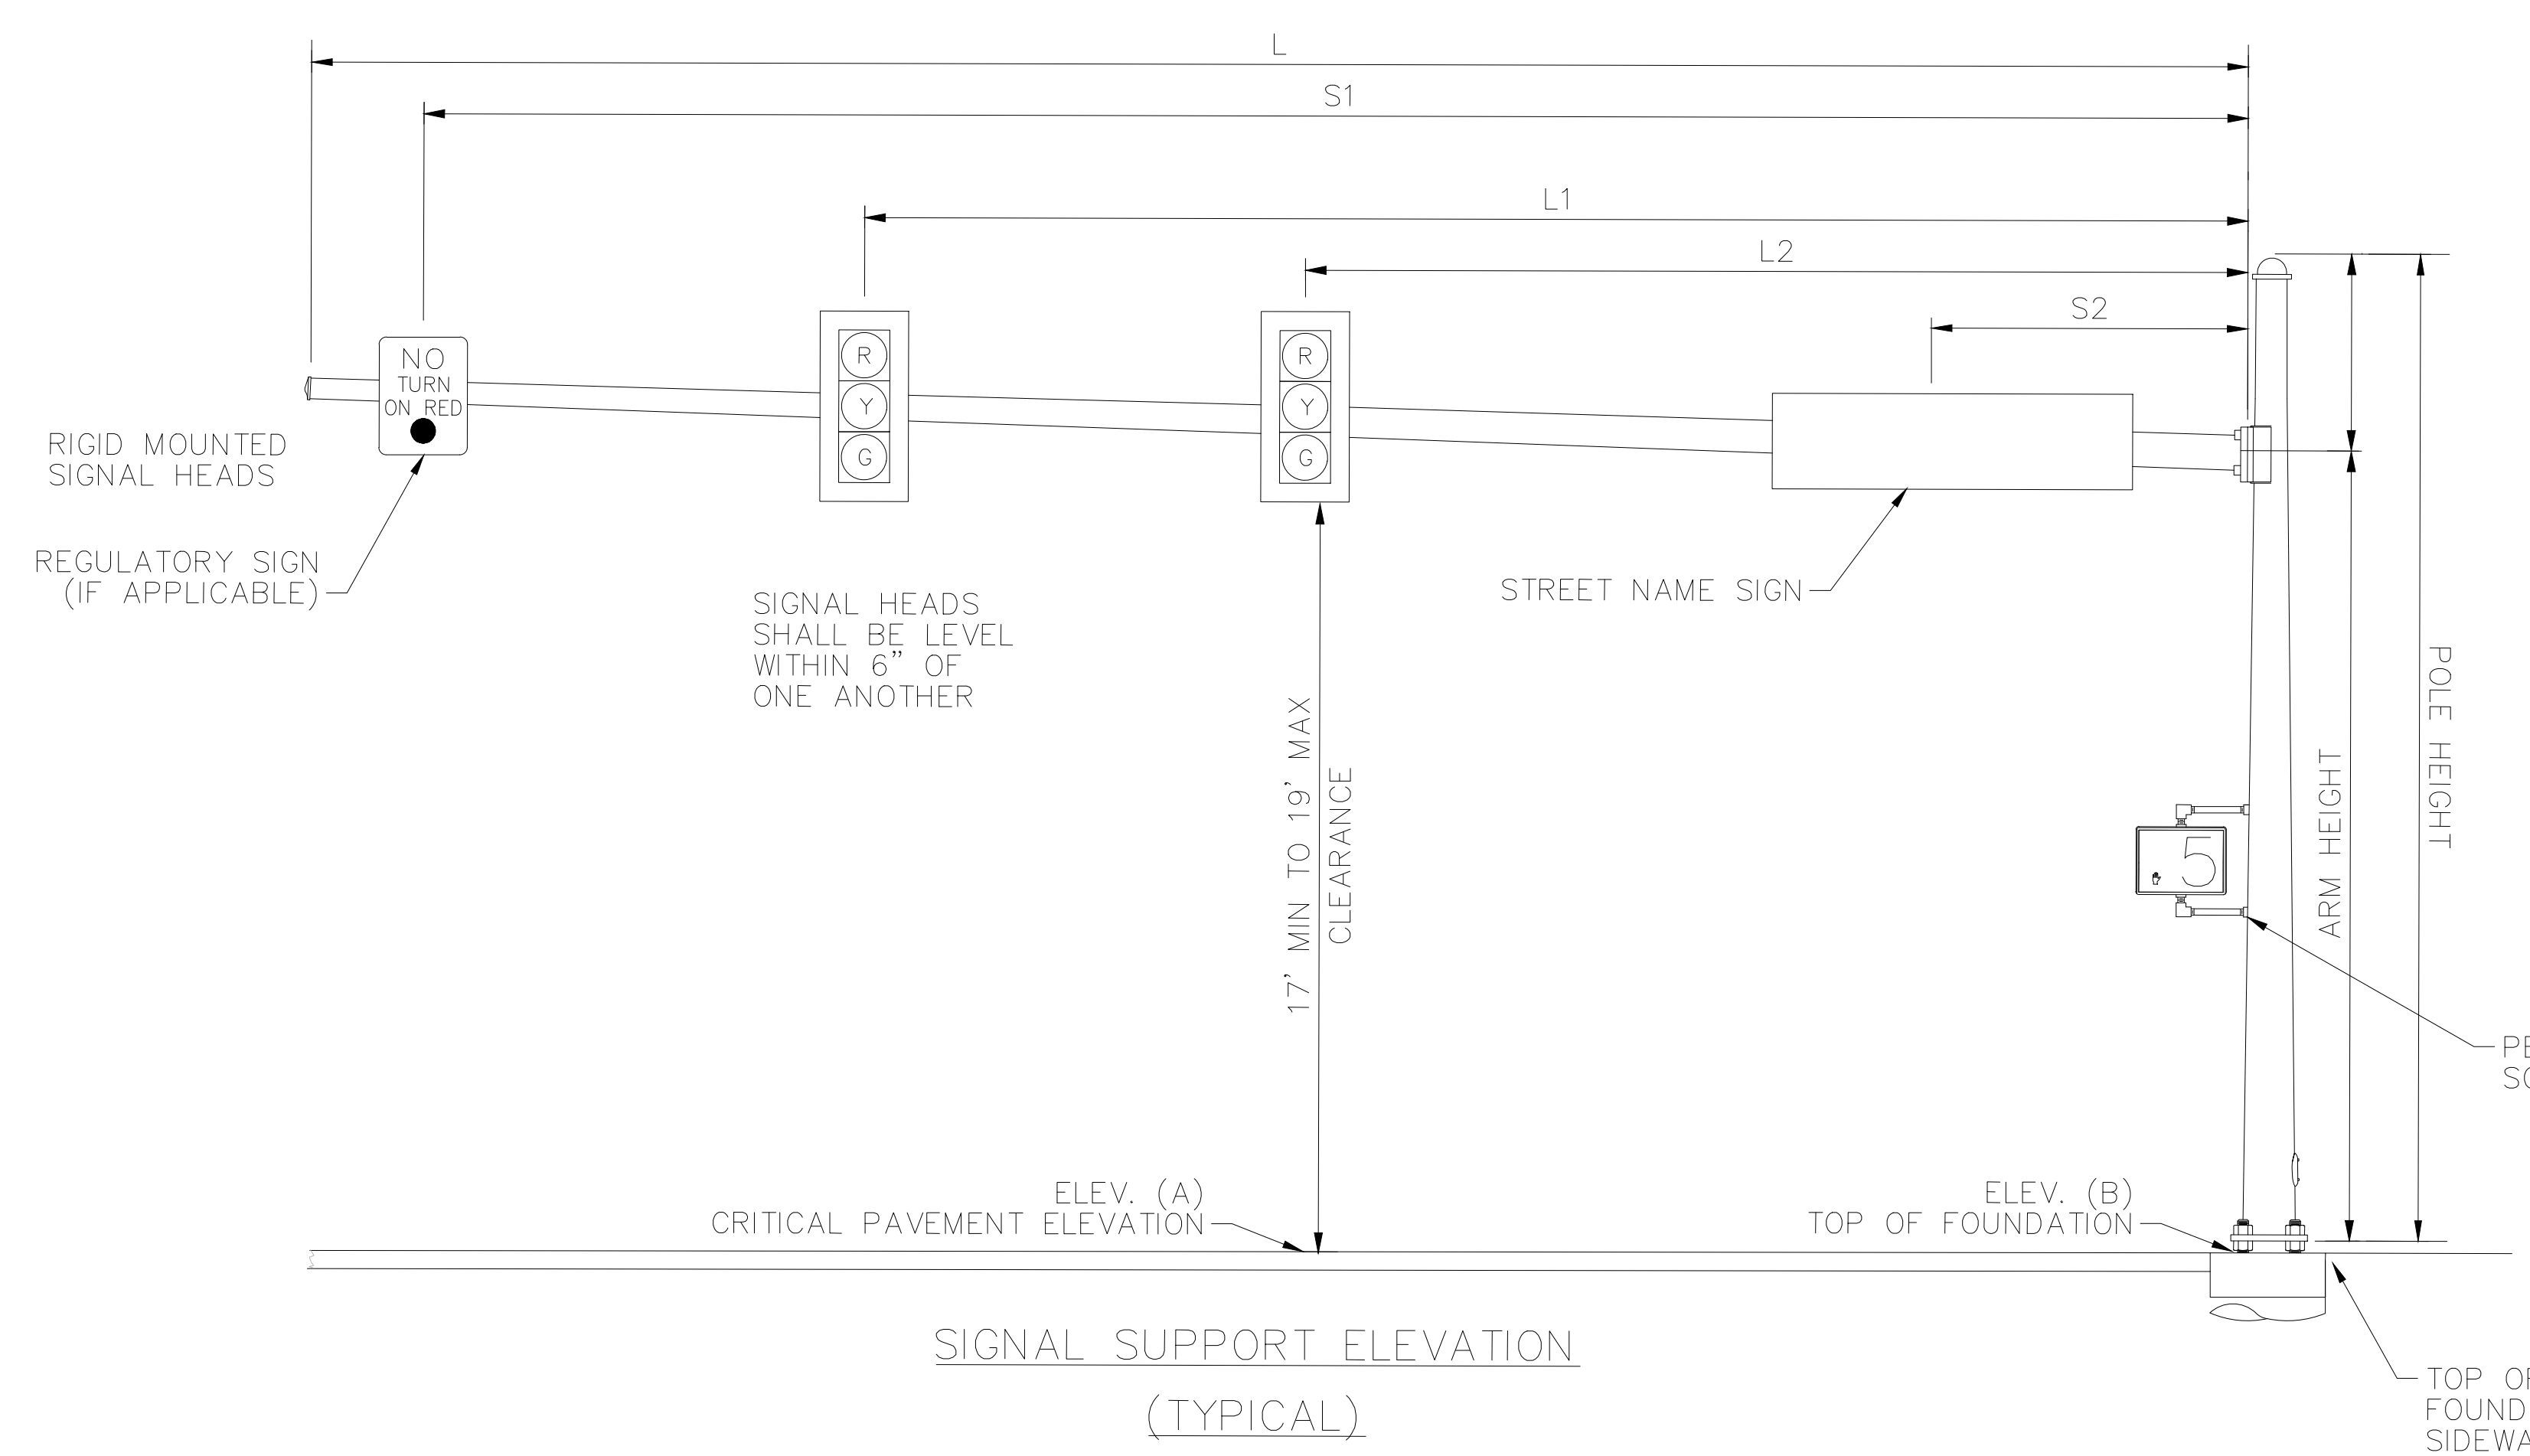 L
S1
L1
L2
S2
NO
TURN
ON RED
R
Y
G
R
Y
G
RIGID MOUNTED
SIGNAL HEADS
REGULATORY SIGN
(IF APPLICABLE)
SIGNAL HEADS
SHALL BE LEVEL
WITHIN 6” OF
ONE ANOTHER
STREET NAME SIGN
17’ MIN TO 19’ MAX
CLEARANCE
5
ARM HEIGHT
POLE HEIGHT
ELEV. (A)
CRITICAL PAVEMENT ELEVATION
ELEV. (B)
TOP OF FOUNDATION
TOP
SIGNAL SUPPORT ELEVATION
(TYPICAL)